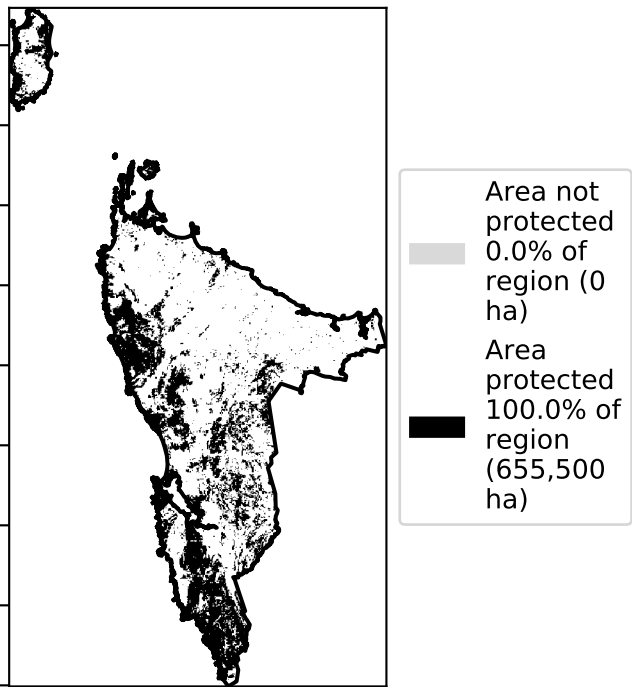 Area not
protected
0.0% of
region (0
ha)
Area
protected
100.0% of
region
(655,500
ha)